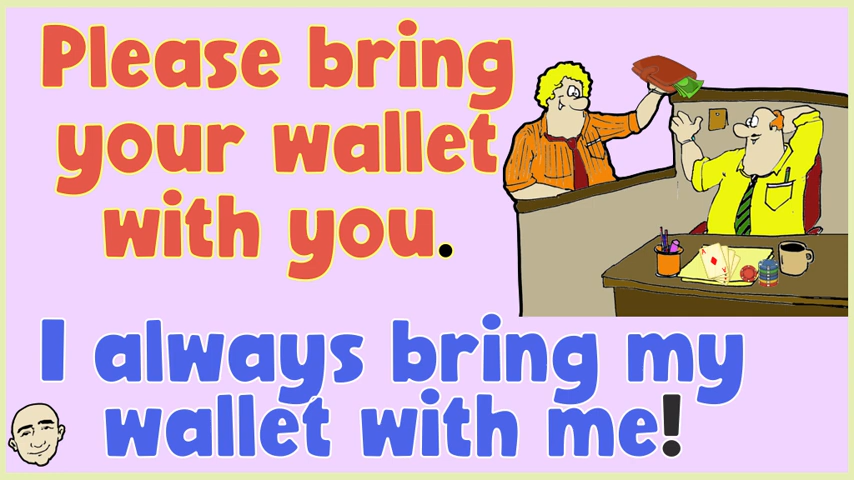 Please bring
your wallet
with you.
I always bring my
wallet with me!